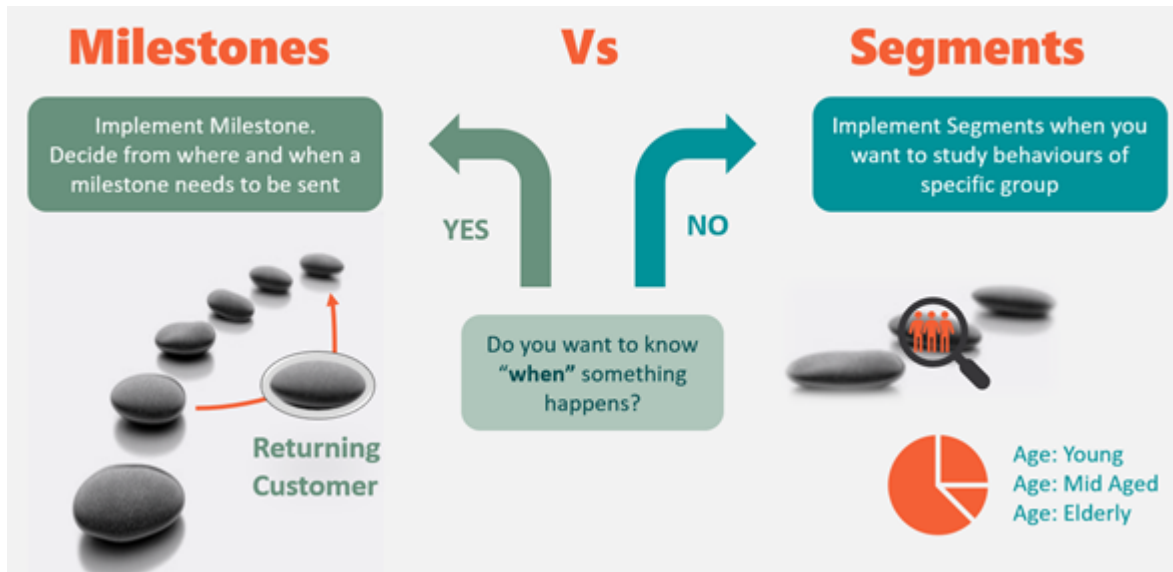 Milestones
Vs
Segments
Implement Milestone.
Decide from where and when a
milestone needs to be sent
Implement Segments when you
want to study behaviours of
specific group
YES
NO
Do you want to know
“when” something
happens?
Returning
Customer
Age: Young
Age: Mid Aged
Age: Elderly